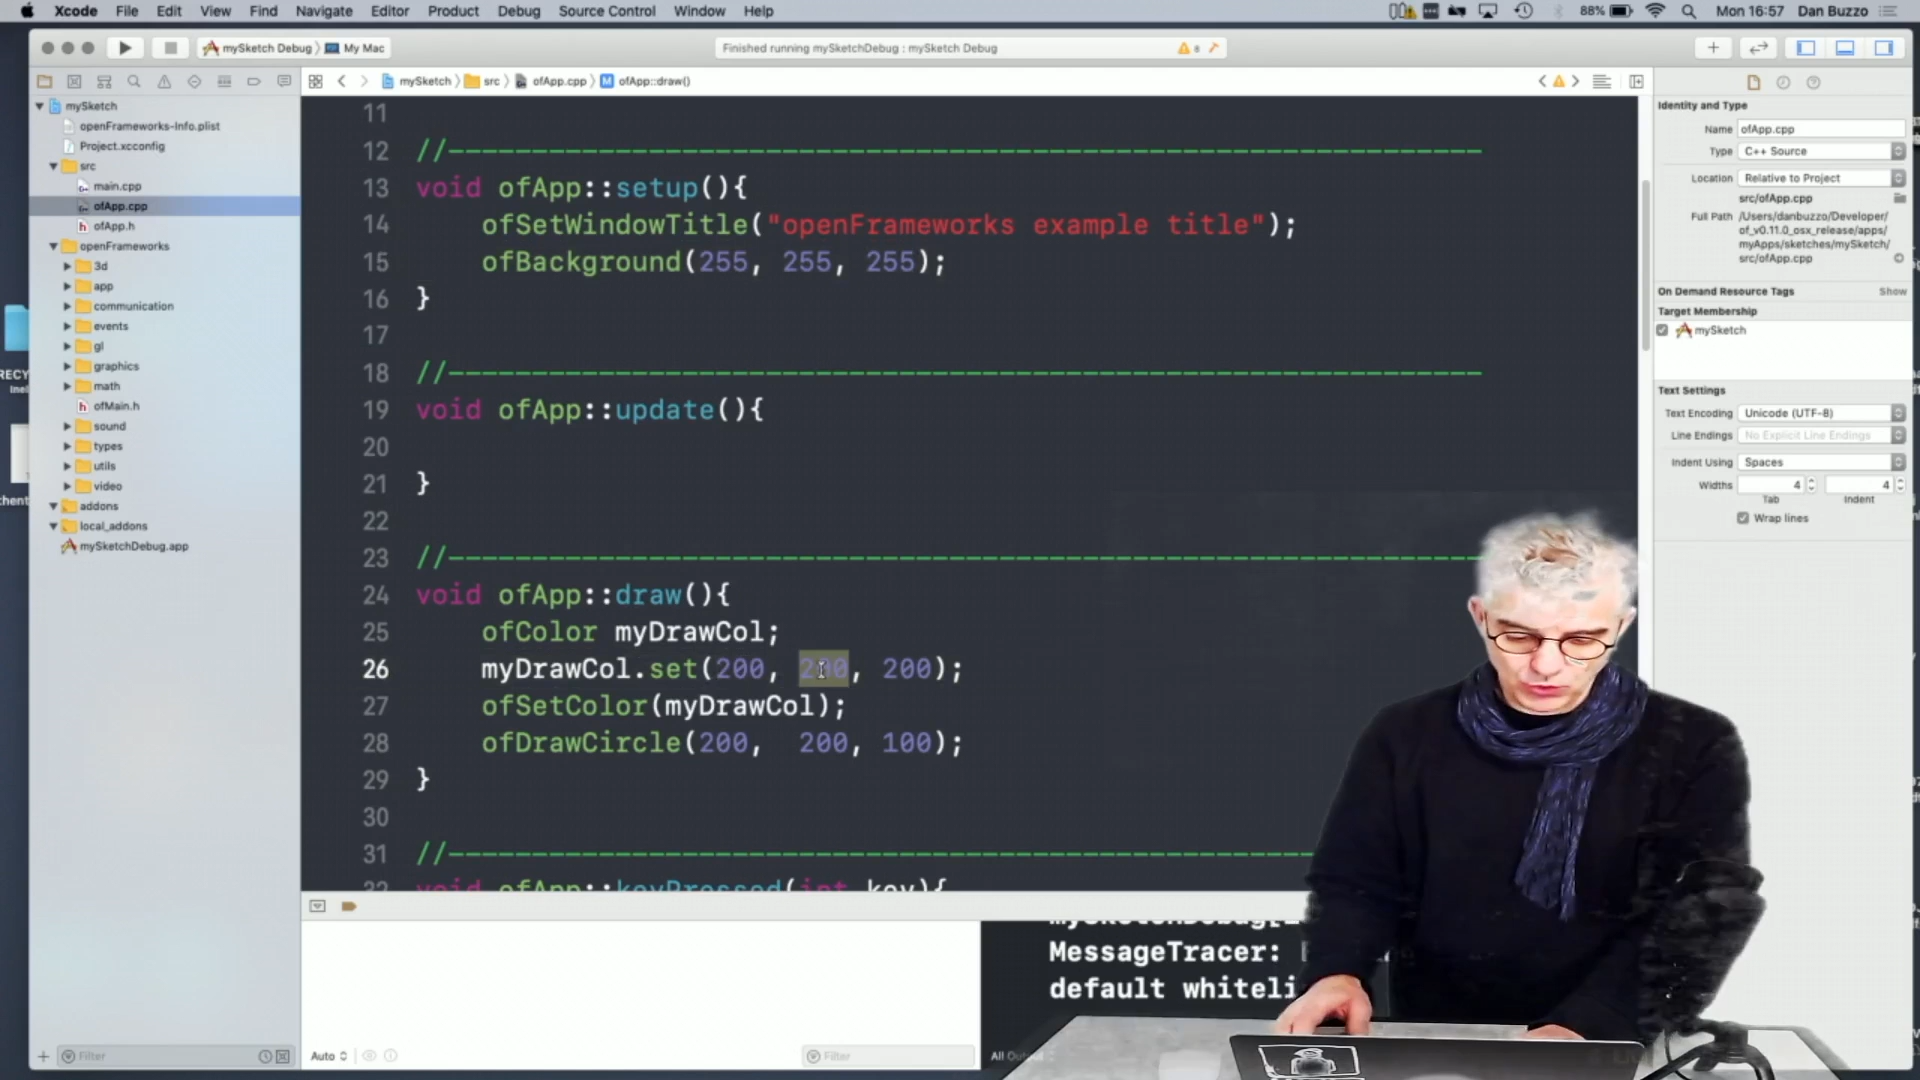 Xcode File Edit View Find Navigate Editor Product Debug Source Control Window Help 88% Mon 16:57 Dan Buzzo
mySketch Debug My Mac
Finished running mySketchDebug : mySketch Debug 8
mySketch src ofApp.cpp ofApp::draw()
mySketch
openFrameworks-Info.plist
Project.xcconfig
src
main.cpp
ofApp.cpp
ofApp.h
openFrameworks
3d
app
communication
events
gl
graphics
math
ofMain.h
sound
types
utils
video
addons
local_addons
mySketchDebug.app
11
12 //
13 void ofApp::setup(){
14 ofSetWindowTitle("openFrameworks example title");
15 ofBackground(255, 255, 255);
16 }
17
18 //
19 void ofApp::update(){
20
21 }
22
23 //
24 void ofApp::draw(){
25 ofColor myDrawCol;
26 myDrawCol.set(200, 200, 200);
27 ofSetColor(myDrawCol);
28 ofDrawCircle(200, 200, 100);
29 }
30
31 //
32 void ofApp::keyPressed(int key){
MessageTracer:
default whiteli
Filter
Auto
Filter
Identity and Type
Name ofApp.cpp
Type C++ Source
Location Relative to Project
src/ofApp.cpp
Full Path /Users/danbuzzo/Developer/
of_v0.11.0_osx_release/apps/
myApps/sketches/mySketch/
src/ofApp.cpp
On Demand Resource Tags Show
Target Membership
mySketch
Text Settings
Text Encoding Unicode (UTF-8)
Line Endings No Explicit Line Endings
Indent Using Spaces
Widths 4 4
Tab Indent
Wrap lines